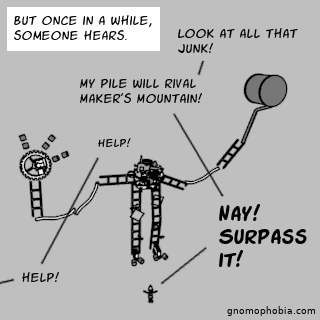 BUT ONCE IN A WHILE,
SOMEONE HEARS.
LOOK AT ALL THAT
JUNK!
MY PILE WILL RIVAL
MAKER'S MOUNTAIN!
HELP!
NAY!
SURPASS
IT!
HELP!
gnomophobia.com